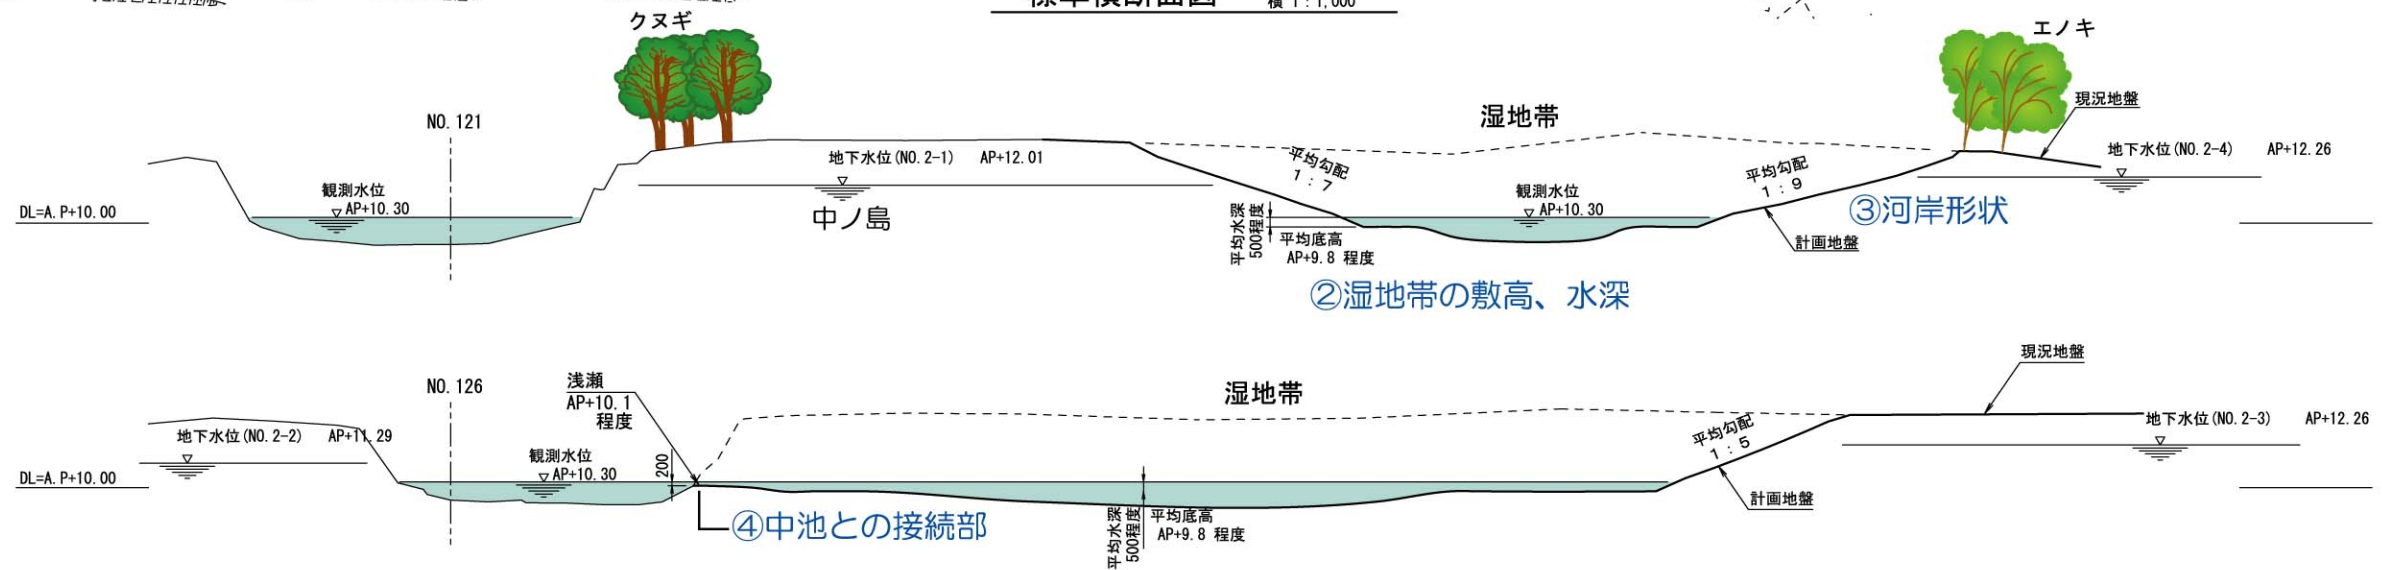 標準横断面図 横 1:1,000
クヌギ
エノキ
NO. 121
湿地帯
現況地盤
地下水位(NO. 2-1) AP+12.01
地下水位(NO. 2-4) AP+12.26
平均勾配
1:7
平均勾配
1:9
観測水位
AP+10.30
観測水位
AP+10.30
DL=A. P+10.00
中ノ島
③河岸形状
平均水深
500程度
平均底高
AP+9.8 程度
計画地盤
②湿地帯の敷高、水深
現況地盤
NO. 126
浅瀬
AP+10.1
程度
湿地帯
地下水位(NO. 2-2) AP+11.29
地下水位(NO. 2-3) AP+12.26
平均勾配
1:5
観測水位
AP+10.30
200
DL=A. P+10.00
計画地盤
④中池との接続部
平均水深
500程度
平均底高
AP+9.8 程度